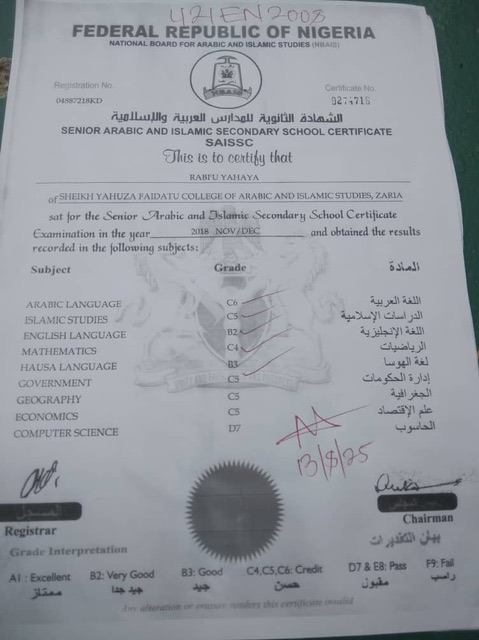 421EN2008
FEDERAL REPUBLIC OF NIGERIA
NATIONAL BOARD FOR ARABIC AND ISLAMIC STUDIES (NBAIS)
Registration No.
04887218KD
NBAIS
Certificate No.
0274718
الشهادة الثانوية للمدارس العربية والإسلامية
SENIOR ARABIC AND ISLAMIC SECONDARY SCHOOL CERTIFICATE
SAISSC
This is to certify that
RABI'U YAHAYA
of SHEIKH YAHUZA FAIDATU COLLEGE OF ARABIC AND ISLAMIC STUDIES, ZARIA
sat for the Senior Arabic and Islamic Secondary School Certificate
Examination in the year 2018 NOV/DEC and obtained the results
recorded in the following subjects:
Subject Grade المادة
ARABIC LANGUAGE C6 اللغة العربية
ISLAMIC STUDIES C5 الدراسات الإسلامية
ENGLISH LANGUAGE B2 اللغة الإنجليزية
MATHEMATICS C4 الرياضيات
HAUSA LANGUAGE B3 لغة الهوسا
GOVERNMENT C5 إدارة الحكومات
GEOGRAPHY C5 الجغرافية
ECONOMICS C5 علم الإقتصاد
COMPUTER SCIENCE D7 الحاسوب
13/8/25
المسجل
Registrar
المجلس
Chairman
Grade Interpretation بيان التقديرات
A1 : Excellent B2: Very Good B3: Good C4,C5,C6: Credit D7 & E8: Pass F9: Fail
ممتاز جيد جدا جيد حسن مقبول راسب
Any alteration or erasure renders this certificate invalid